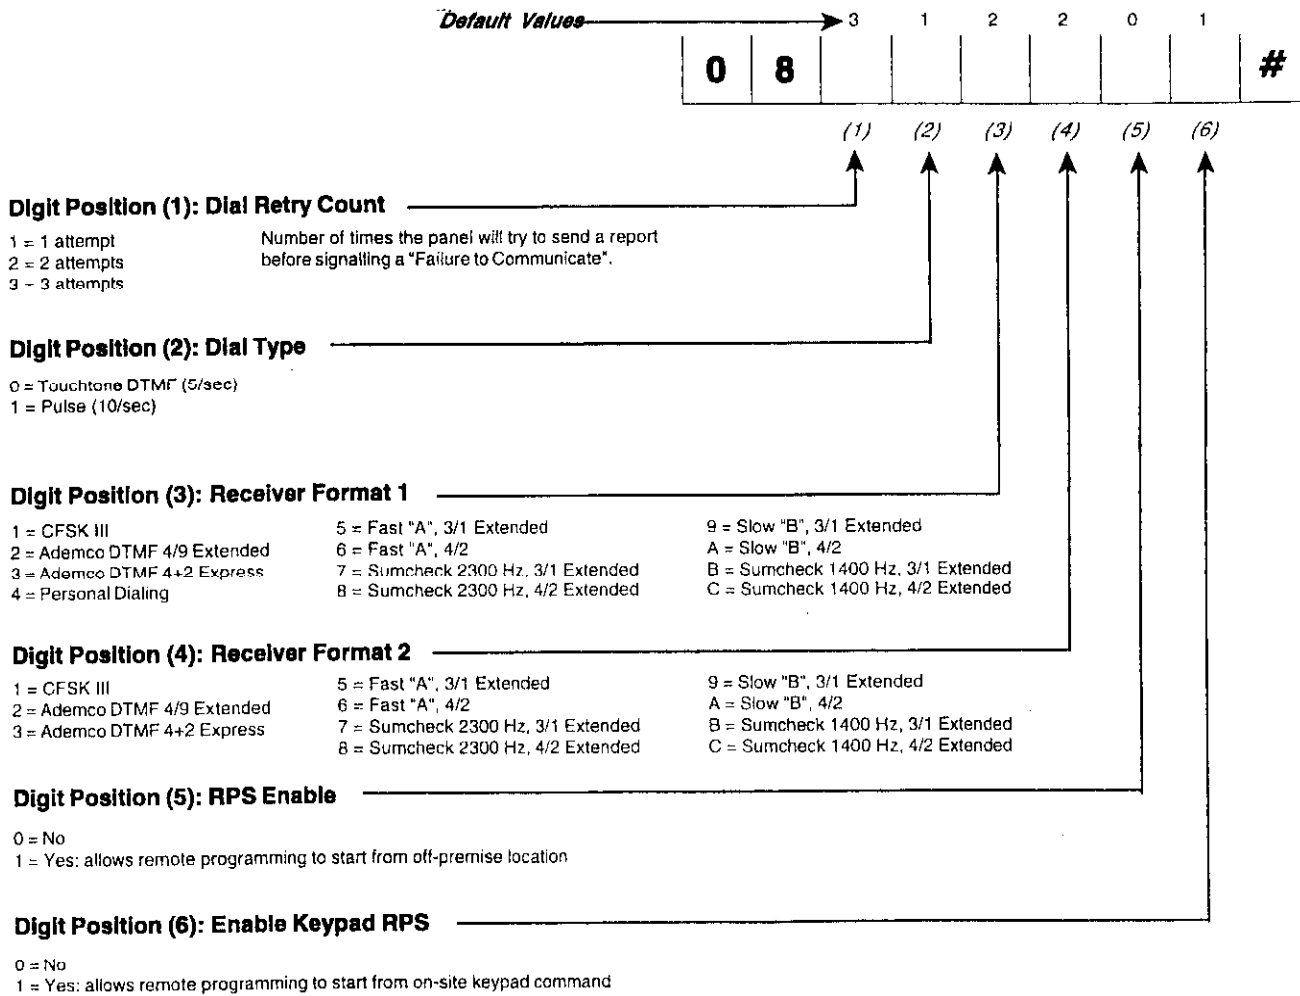 Default Values 3 1 2 2 0 1
0 8 #
(1) (2) (3) (4) (5) (6)
Digit Position (1): Dial Retry Count
1 = 1 attempt Number of times the panel will try to send a report
2 = 2 attempts before signalling a "Failure to Communicate".
3 - 3 attempts
Digit Position (2): Dial Type
0 = Touchtone DTMF (5/sec)
1 = Pulse (10/sec)
Digit Position (3): Receiver Format 1
1 = CFSK III 5 = Fast "A", 3/1 Extended 9 = Slow "B", 3/1 Extended
2 = Ademco DTMF 4/9 Extended 6 = Fast "A", 4/2 A = Slow "B", 4/2
3 = Ademco DTMF 4+2 Express 7 = Sumcheck 2300 Hz, 3/1 Extended B = Sumcheck 1400 Hz, 3/1 Extended
4 = Personal Dialing 8 = Sumcheck 2300 Hz, 4/2 Extended C = Sumcheck 1400 Hz, 4/2 Extended
Digit Position (4): Receiver Format 2
1 = CFSK III 5 = Fast "A", 3/1 Extended 9 = Slow "B", 3/1 Extended
2 = Ademco DTMF 4/9 Extended 6 = Fast "A", 4/2 A = Slow "B", 4/2
3 = Ademco DTMF 4+2 Express 7 = Sumcheck 2300 Hz, 3/1 Extended B = Sumcheck 1400 Hz, 3/1 Extended
8 = Sumcheck 2300 Hz, 4/2 Extended C = Sumcheck 1400 Hz, 4/2 Extended
Digit Position (5): RPS Enable
0 = No
1 = Yes: allows remote programming to start from off-premise location
Digit Position (6): Enable Keypad RPS
0 = No
1 = Yes: allows remote programming to start from on-site keypad command